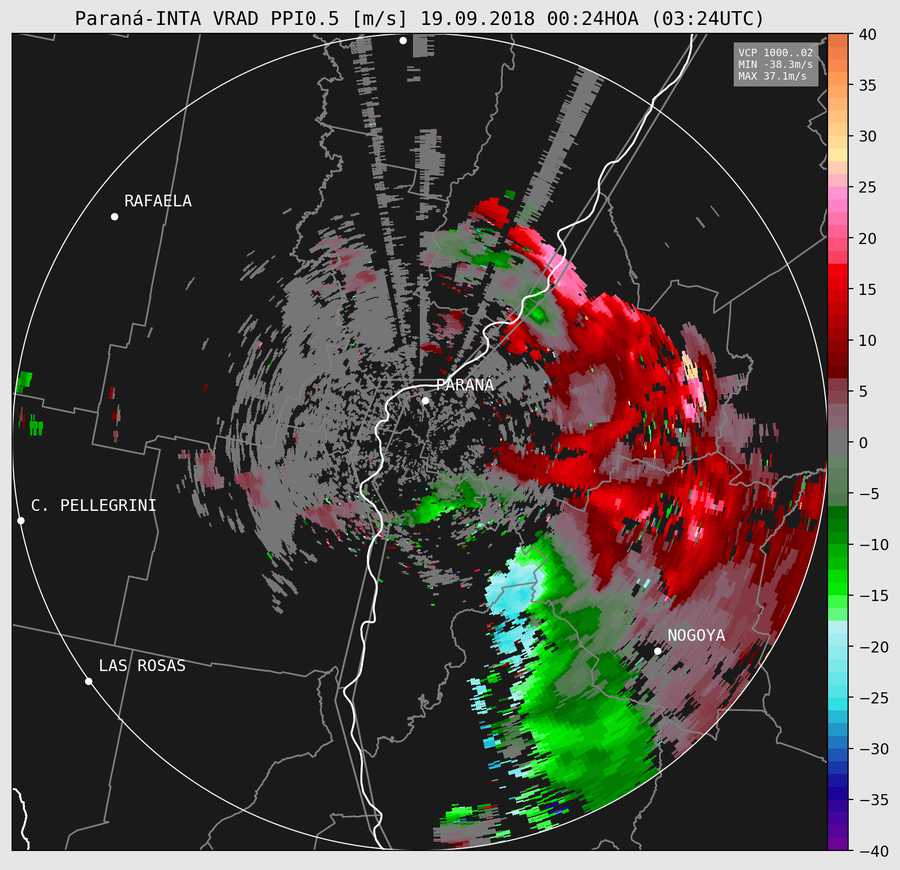 Paraná-INTA VRAD PPI0.5 [m/s] 19.09.2018 00:24HOA (03:24UTC)
VCP 1000..02
MIN -38.3m/s
MAX 37.1m/s
RAFAELA
PARANA
C. PELLEGRINI
NOGOYA
LAS ROSAS
40
35
30
25
20
15
10
5
0
−5
−10
−15
−20
−25
−30
−35
−40